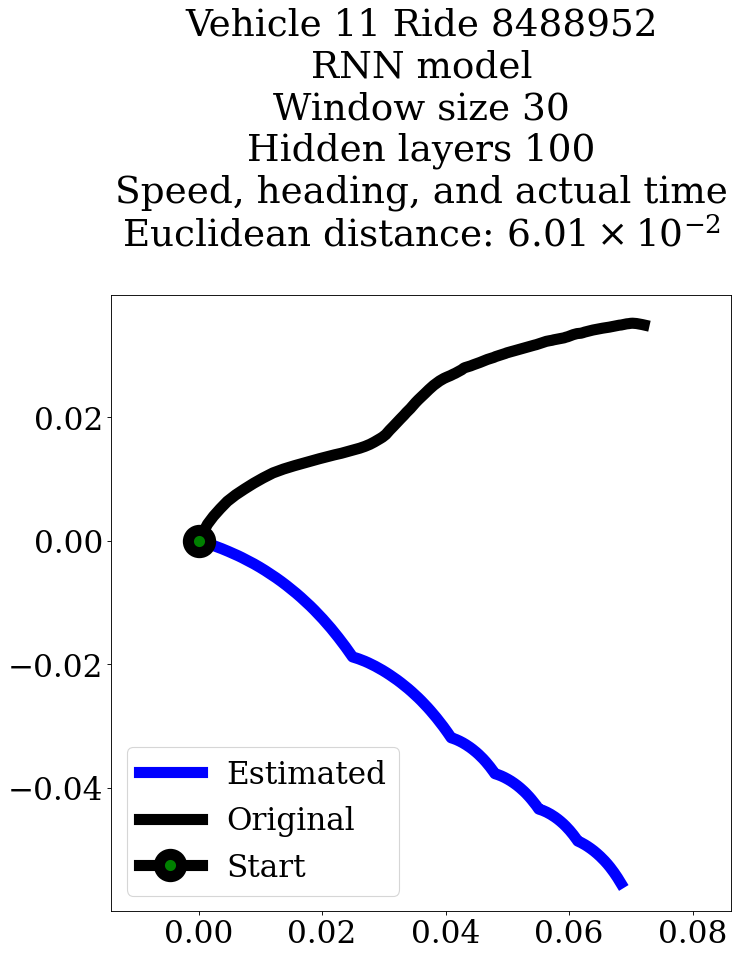 Vehicle 11 Ride 8488952
RNN model
Window size 30
Hidden layers 100
Speed, heading, and actual time
Euclidean distance: 6.01 × 10⁻²
0.02
0.00
−0.02
−0.04
Estimated
Original
Start
0.00 0.02 0.04 0.06 0.08